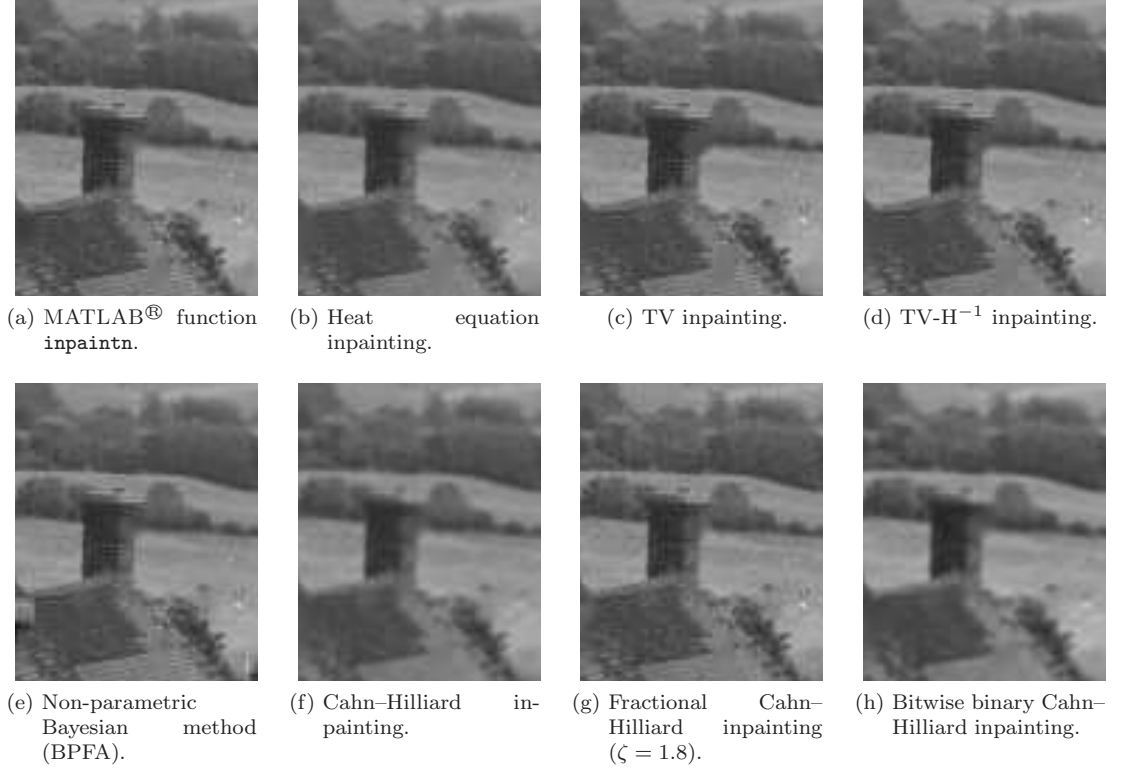 (a) MATLAB® function
inpaintn.
(b) Heat equation
inpainting.
(c) TV inpainting.
(d) TV-H⁻¹ inpainting.
(e) Non-parametric
Bayesian method
(BPFA).
(f) Cahn–Hilliard in-
painting.
(g) Fractional Cahn–
Hilliard inpainting
(ζ = 1.8).
(h) Bitwise binary Cahn–
Hilliard inpainting.